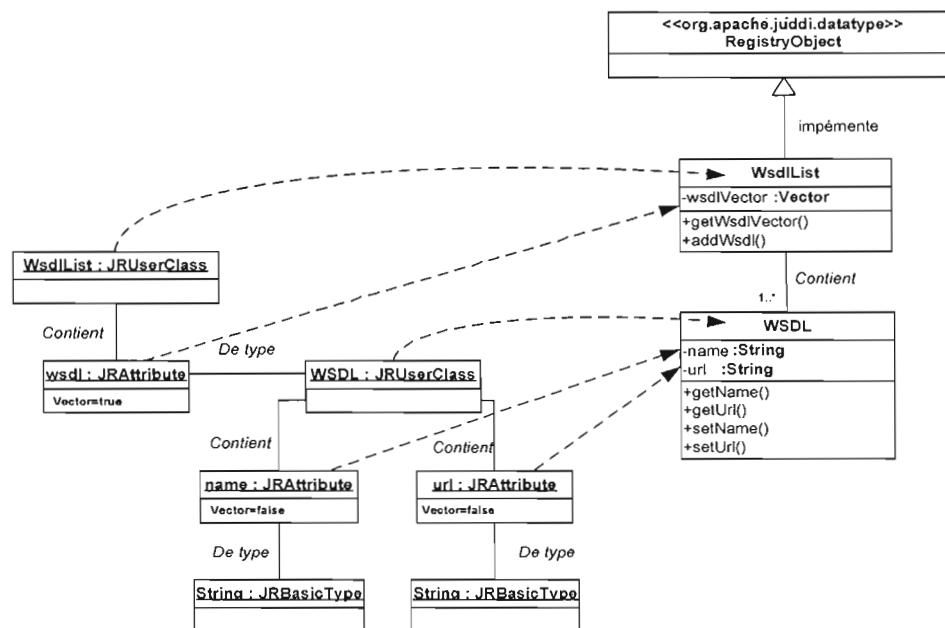 <<org.apache.juddi.datatype>>
RegistryObject
impémente
WsdlList
-wsdlVector :Vector
+getWsdlVector()
+addWsdl()
WsdlList : JRUserClass
Contient
1..*
Contient
De type
WSDL
wsdl : JRAttribute
Vector=true
WSDL : JRUserClass
-name :String
-url :String
+getName()
+getUrl()
+setName()
+setUrl()
Contient
Contient
name : JRAttribute
Vector=false
url : JRAttribute
Vector=false
De type
De type
String : JRBasicType
String : JRBasicType